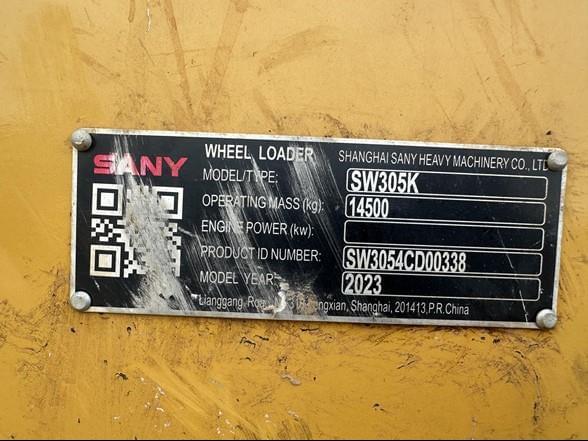 SANY
WHEEL LOADER
SHANGHAI SANY HEAVY MACHINERY CO., LTD
MODEL/TYPE: SW305K
OPERATING MASS (kg): 14500
ENGINE POWER (kw):
PRODUCT ID NUMBER: SW3054CD00338
MODEL YEAR: 2023
Lianggang, Shanghai, 201413, P.R.China